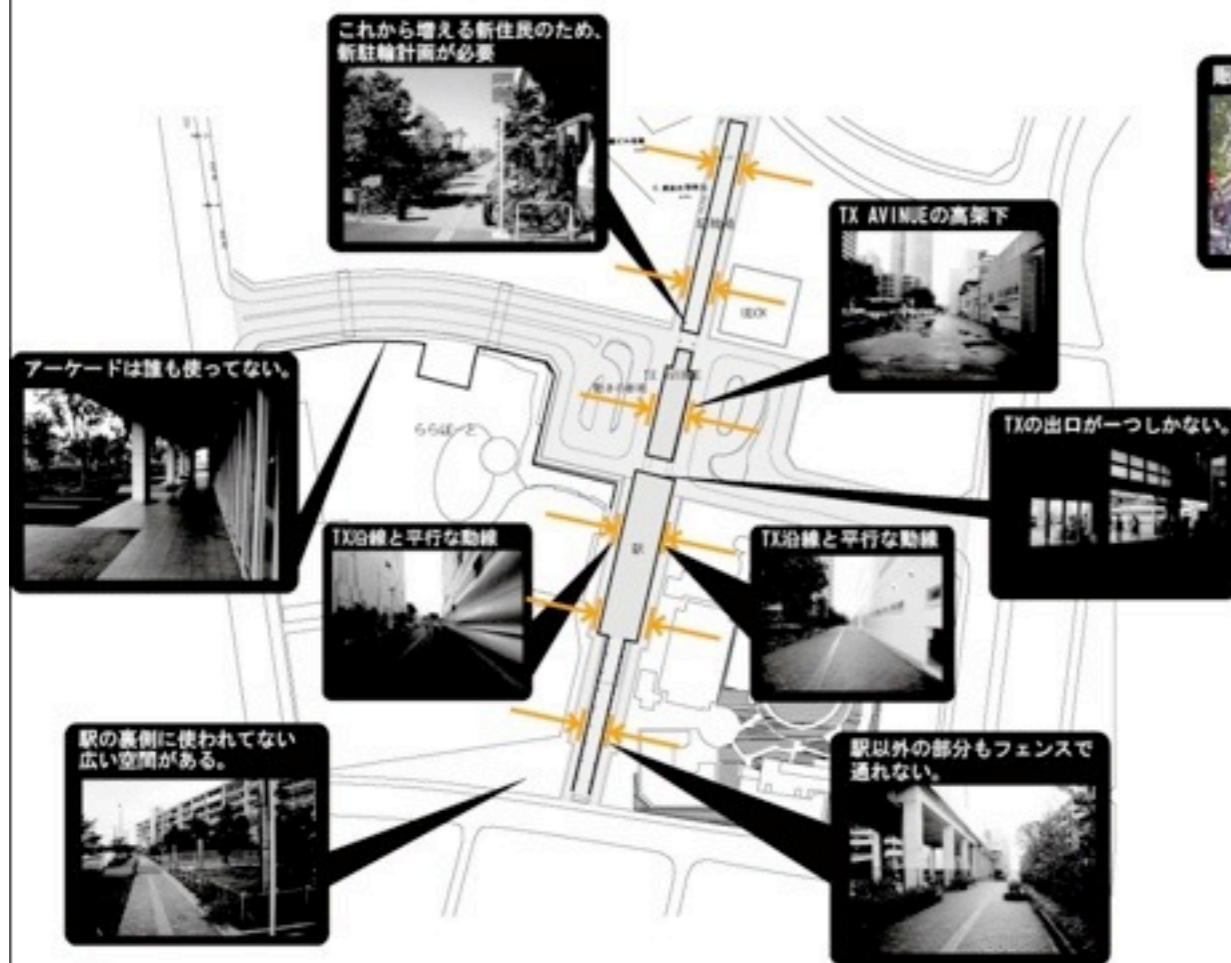 これから増える新住民のため、
新駐輪計画が必要
TX AVINUEの高架下
アーケードは誰も使ってない。
TX AVINUE
ららぽーと
TXの出口が一つしかない。
TX沿線と平行な動線
駅
TX沿線と平行な動線
駅の裏側に使われてない
広い空間がある。
駅以外の部分もフェンスで
通れない。